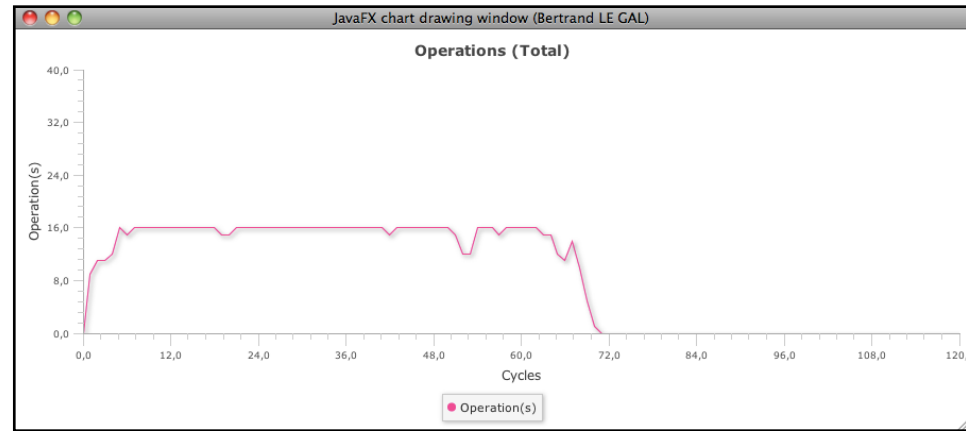 JavaFX chart drawing window (Bertrand LE GAL)
Operations (Total)
40,0
32,0
24,0
16,0
8,0
0,0
Operation(s)
0,0 12,0 24,0 36,0 48,0 60,0 72,0 84,0 96,0 108,0 120,
Cycles
Operation(s)